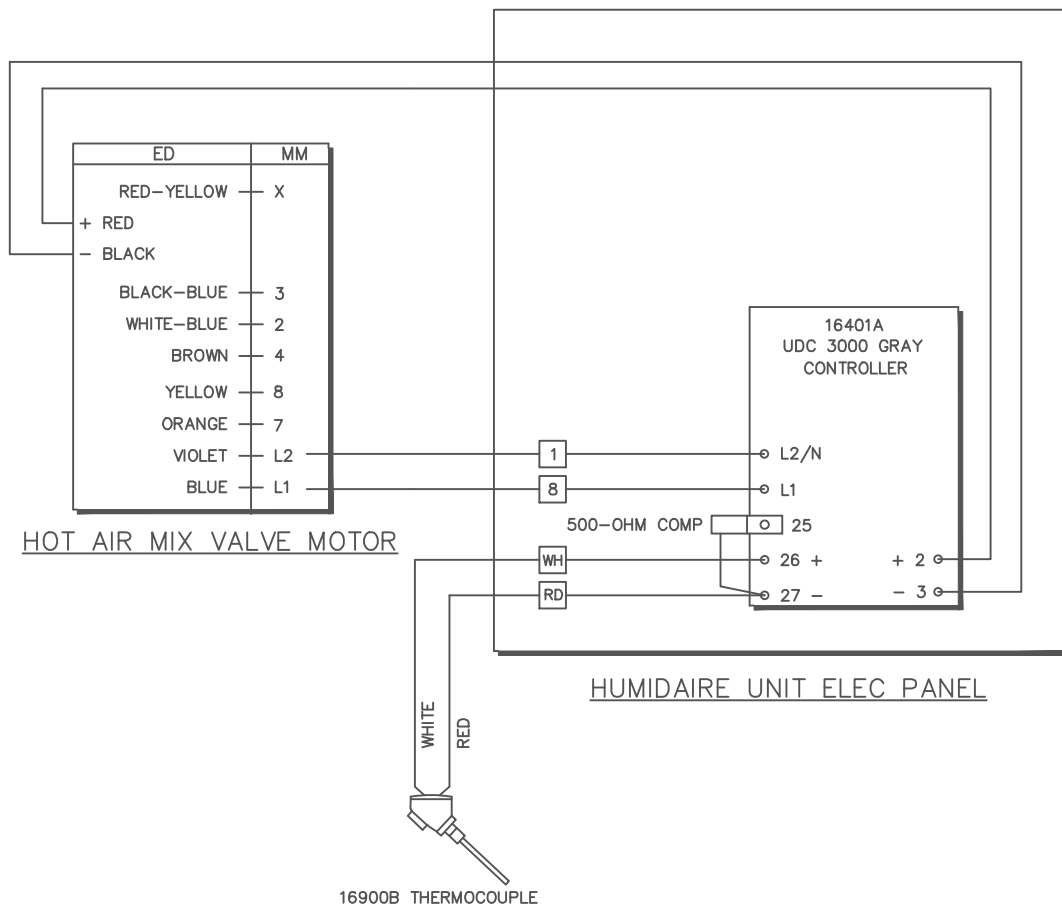 ED MM
RED-YELLOW X
+ RED
- BLACK
BLACK-BLUE 3
WHITE-BLUE 2
BROWN 4
YELLOW 8
ORANGE 7
VIOLET L2
BLUE L1
HOT AIR MIX VALVE MOTOR
1
8
WH
RD
16401A
UDC 3000 GRAY
CONTROLLER
L2/N
L1
500-OHM COMP 25
26 + + 2
27 - - 3
HUMIDAIRE UNIT ELEC PANEL
WHITE
RED
16900B THERMOCOUPLE